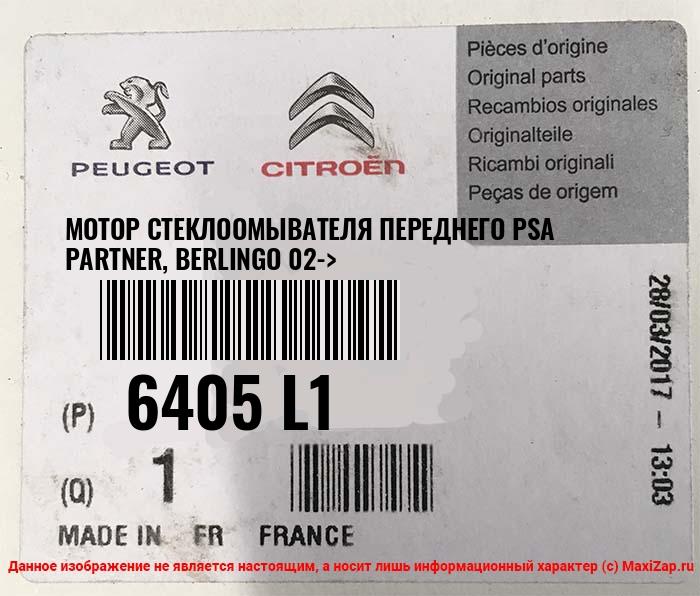 Pièces d'origine
Original parts
Recambios originales
Originalteile
Ricambi originali
Peças de origem
PEUGEOT
CITROËN
МОТОР СТЕКЛООМЫВАТЕЛЯ ПЕРЕДНЕГО PSA
PARTNER, BERLINGO 02->
28/03/2017 - 13:03
(P) 6405 L1
(Q) 1
MADE IN FR FRANCE
Данное изображение не является настоящим, а носит лишь информационный характер (c) MaxiZap.ru